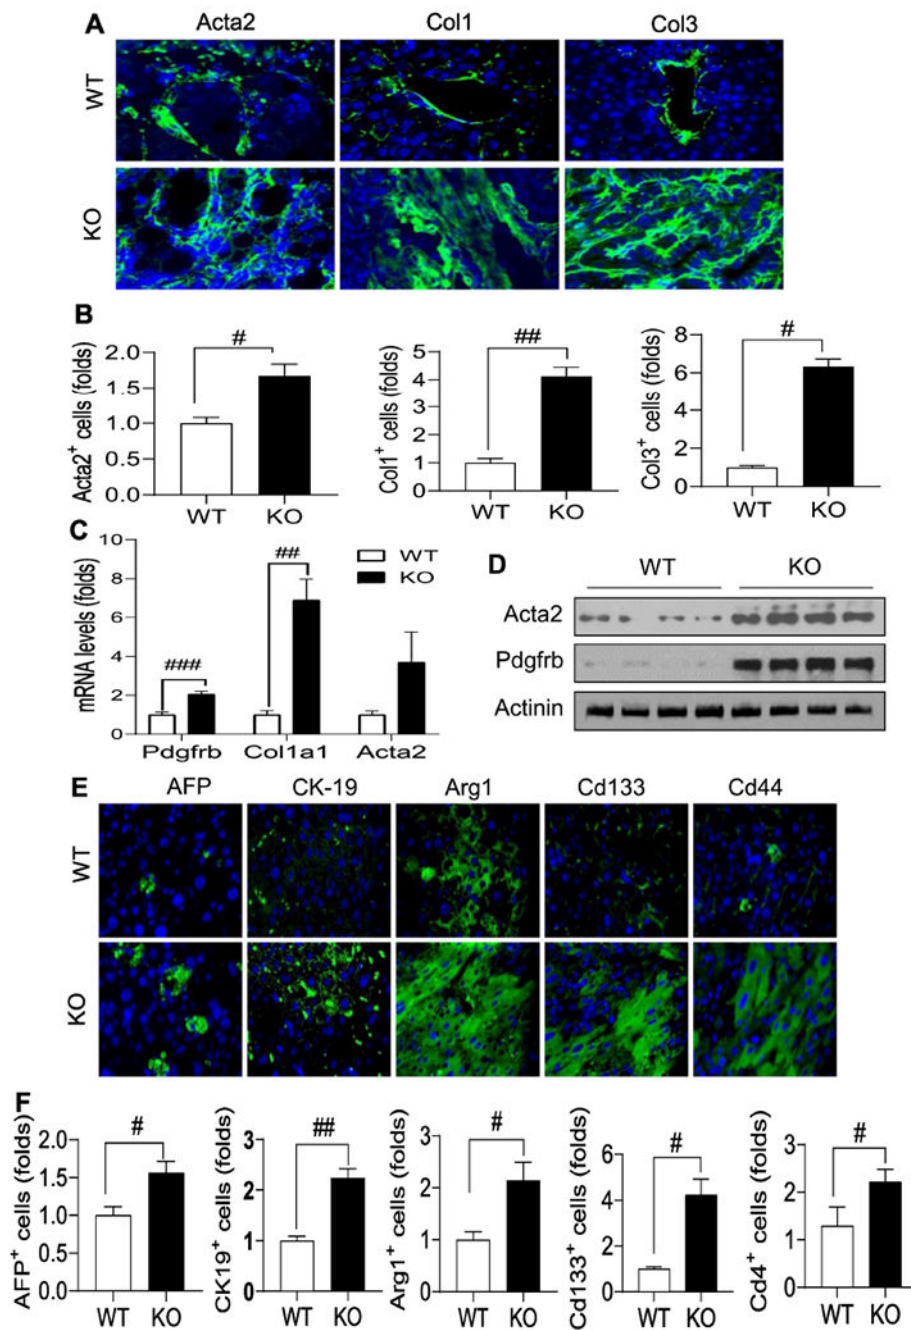 A
Acta2 Col1 Col3
WT
KO
B
Acta2+ cells (folds)
2.0
1.5
1.0
0.5
0.0
#
WT KO
Col1+ cells (folds)
5
4
3
2
1
0
##
WT KO
Col3+ cells (folds)
8
6
4
2
0
#
WT KO
C
mRNA levels (folds)
10
8
6
4
2
0
###
##
WT
KO
Pdgfrb Col1a1 Acta2
D
WT KO
Acta2
Pdgfrb
Actinin
E
AFP CK-19 Arg1 Cd133 Cd44
WT
KO
F
AFP+ cells (folds)
2.0
1.5
1.0
0.5
0.0
#
WT KO
CK19+ cells (folds)
3
2
1
0
##
WT KO
Arg1+ cells (folds)
3
2
1
0
#
WT KO
Cd133+ cells (folds)
6
4
2
0
#
WT KO
Cd4+ cells (folds)
3
2
1
0
#
WT KO